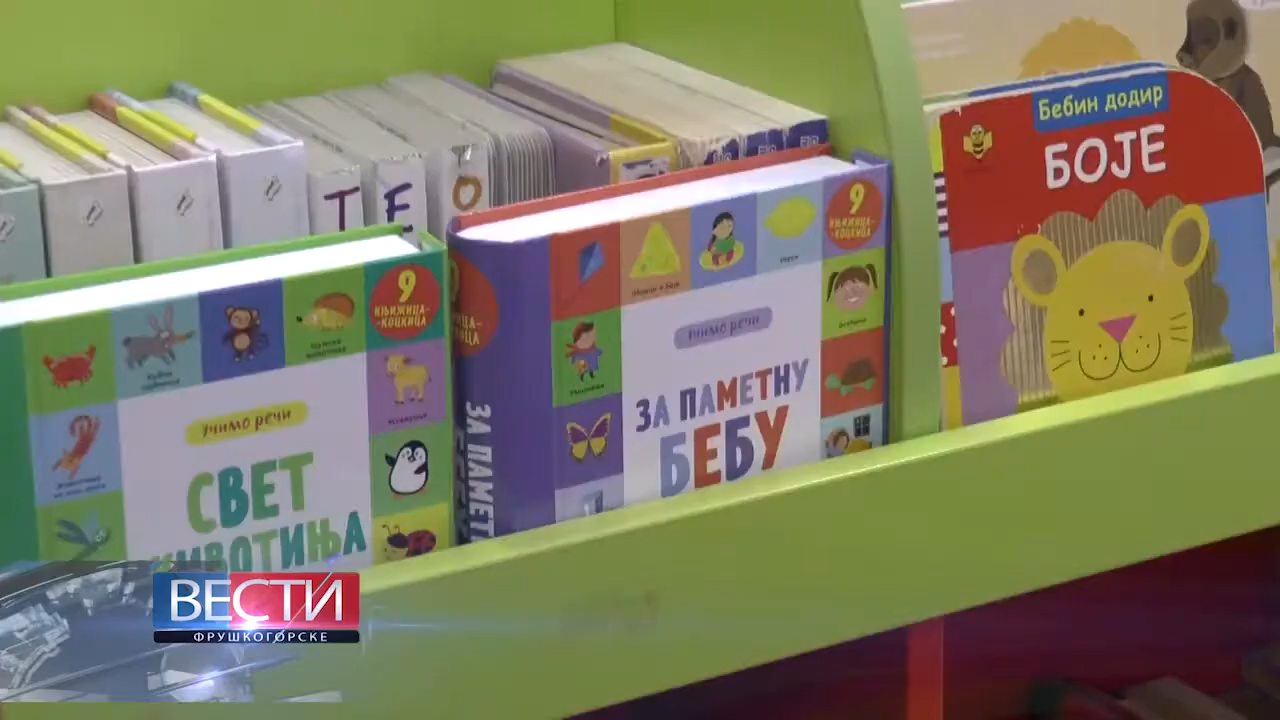 Бебин додир
БОЈЕ
9
КЊИЖИЦА-
КОЦКИЦА
учимо речи
ЗА ПАМЕТНУ
БЕБУ
ЗА ПАМЕТ
9
КЊИЖИЦА-
КОЦКИЦА
учимо речи
СВЕТ
ЖИВОТИЊА
Т Е О
ВЕСТИ
ФРУШКОГОРСКЕ